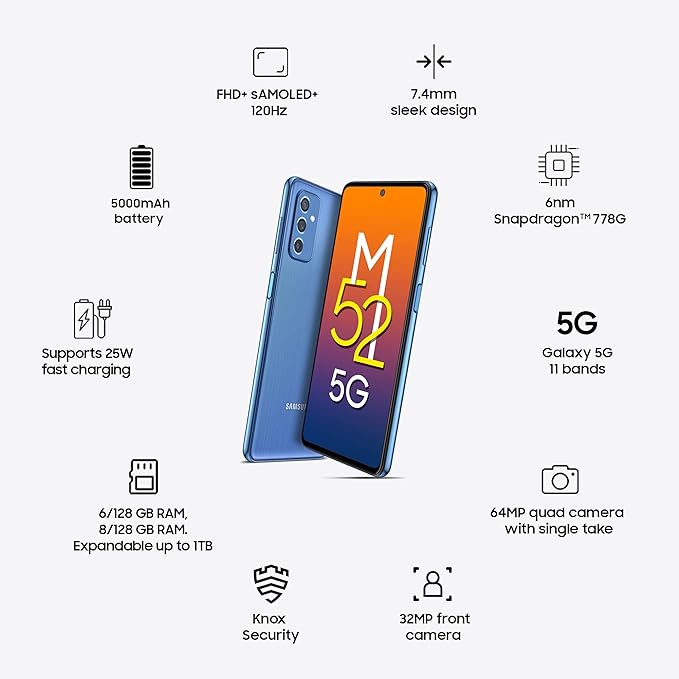 FHD+ sAMOLED+
120Hz
7.4mm
sleek design
5000mAh
battery
6nm
Snapdragon™ 778G
M
52
5G
SAMSU
Supports 25W
fast charging
5G
Galaxy 5G
11 bands
6/128 GB RAM,
8/128 GB RAM.
Expandable up to 1TB
64MP quad camera
with single take
Knox
Security
32MP front
camera